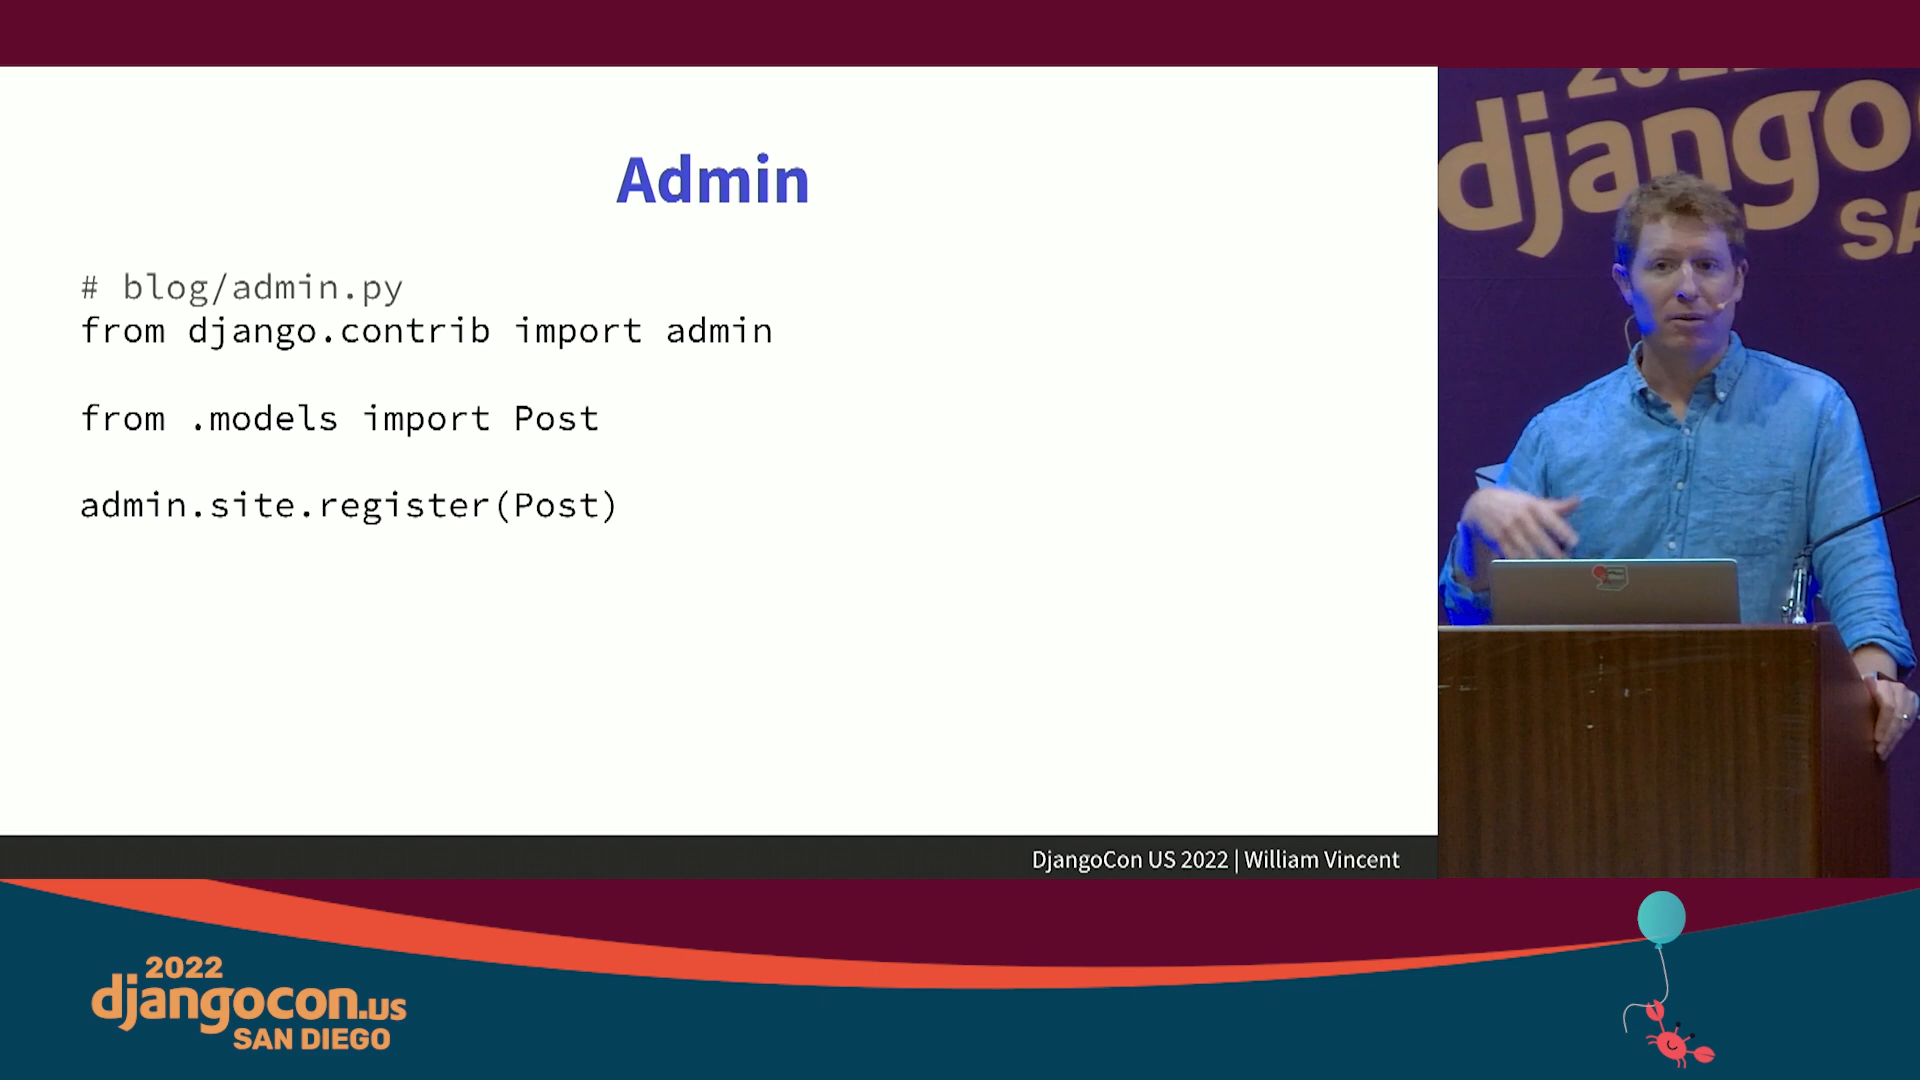 Admin
# blog/admin.py
from django.contrib import admin
from .models import Post
admin.site.register(Post)
DjangoCon US 2022 | William Vincent
django
SA
2022
djangocon.us
SAN DIEGO